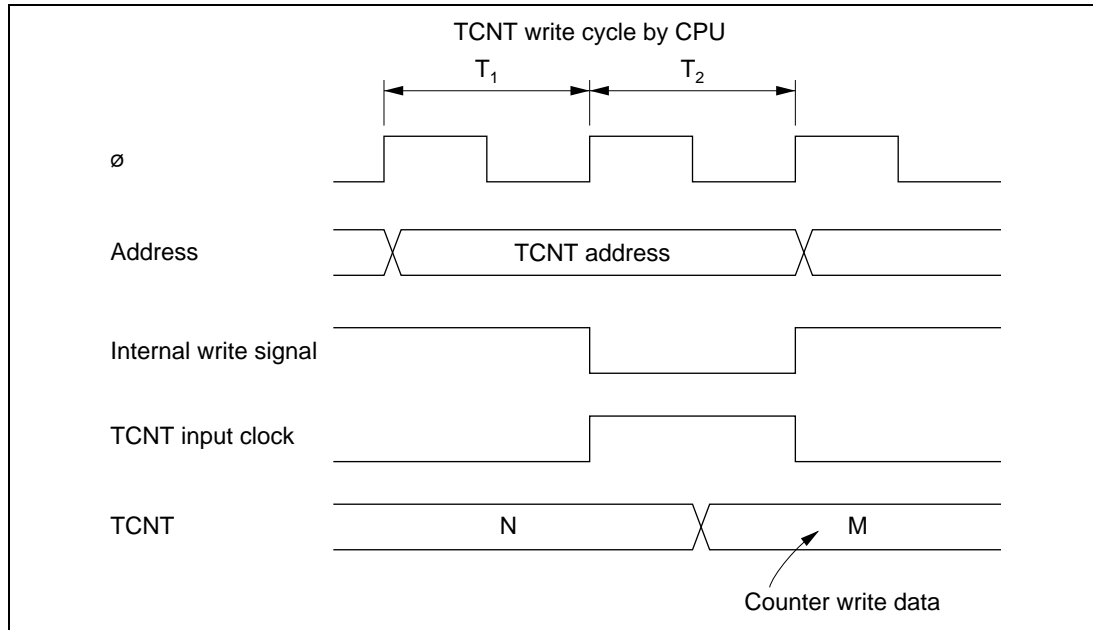 TCNT write cycle by CPU
T1 T2
ø
Address TCNT address
Internal write signal
TCNT input clock
TCNT N M
Counter write data